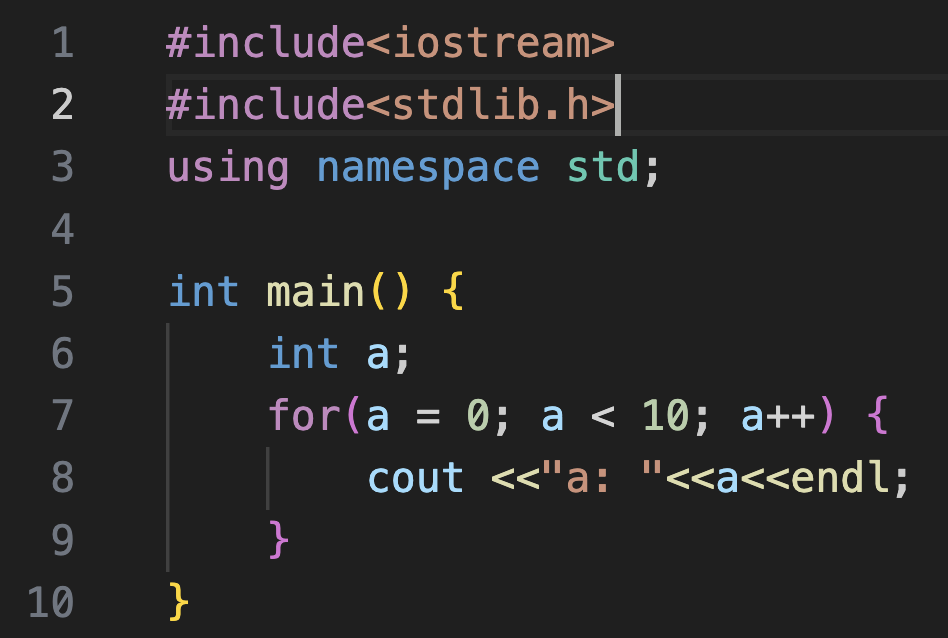 1 #include<iostream>
2 #include<stdlib.h>
3 using namespace std;
4
5 int main() {
6     int a;
7     for(a = 0; a < 10; a++) {
8         cout <<"a: "<<a<<endl;
9     }
10 }